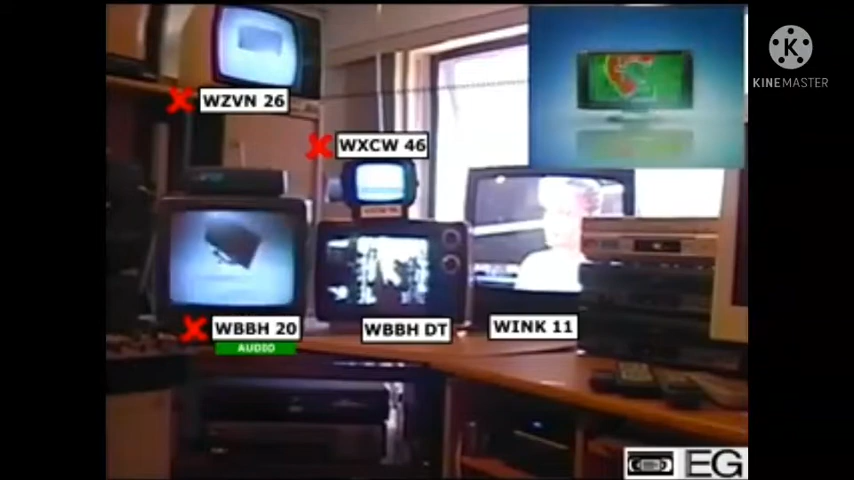 WZVN 26
WXCW 46
WBBH 20
AUDIO
WBBH DT
WINK 11
K
KINEMASTER
EG